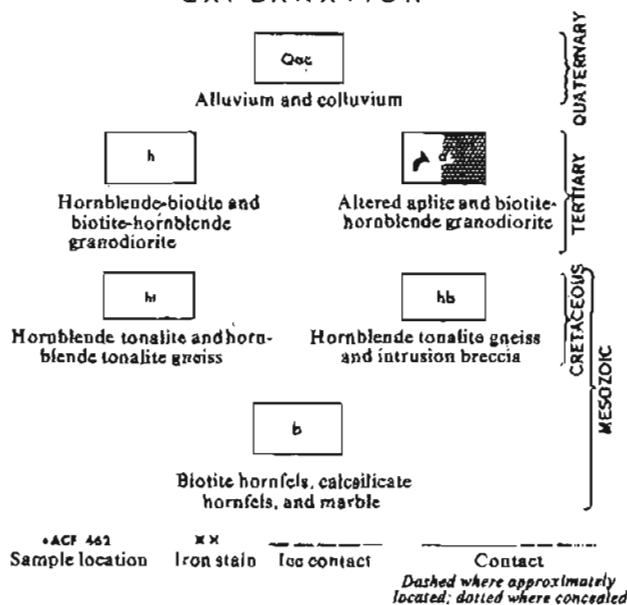 EXPLANATION
Qac
QUATERNARY
Alluvium and colluvium
h
a
TERTIARY
Hornblende-biotite and
biotite-hornblende
granodiorite
Altered aplite and biotite-
hornblende granodiorite
hb
CRETACEOUS
MESOZOIC
Hornblende tonalite and horn-
blende tonalite gneiss
Hornblende tonalite gneiss
and intrusion breccia
b
Biotite hornfels, calcsilicate
hornfels, and marble
•ACF 462
Sample location
xx
Iron stain
Ice contact
Contact
Dashed where approximately
located; dotted where concealed